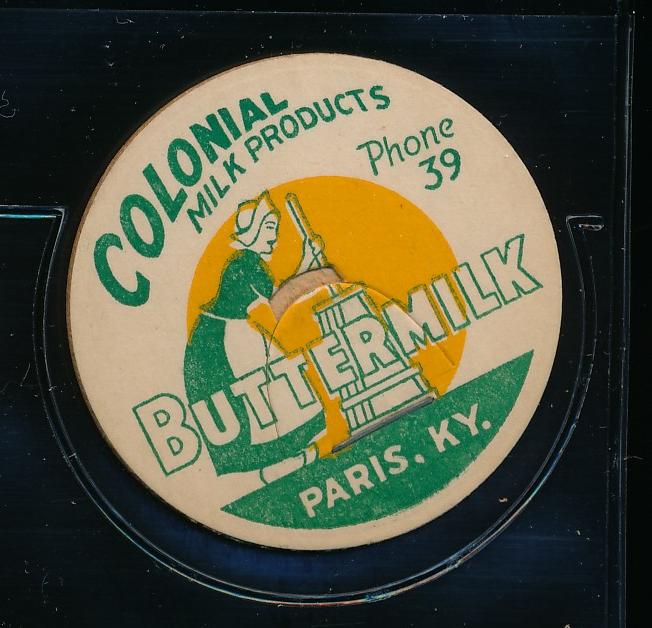 COLONIAL
MILK PRODUCTS
Phone
39
BUTTERMILK
PARIS. KY.